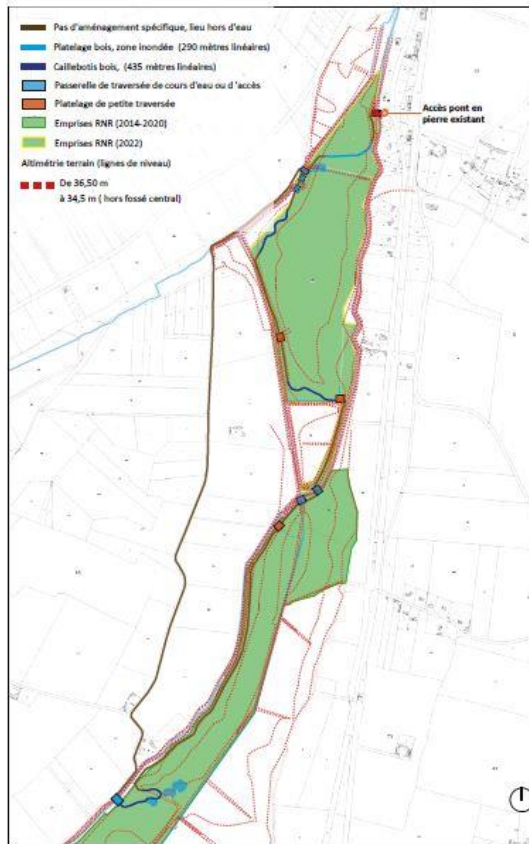 Pas d'aménagement spécifique, lieu hors d'eau
Platelage bois, zone inondée (290 mètres linéaires)
Caillebotis bois, (435 mètres linéaires)
Passerelle de traversée de cours d'eau ou d'accès
Platelage de petite traversée
Emprises RNR (2014-2020)
Emprises RNR (2022)
Altimétrie terrain (lignes de niveau)
De 36,50 m
à 34,5 m ( hors fossé central)
Accès pont en
pierre existant